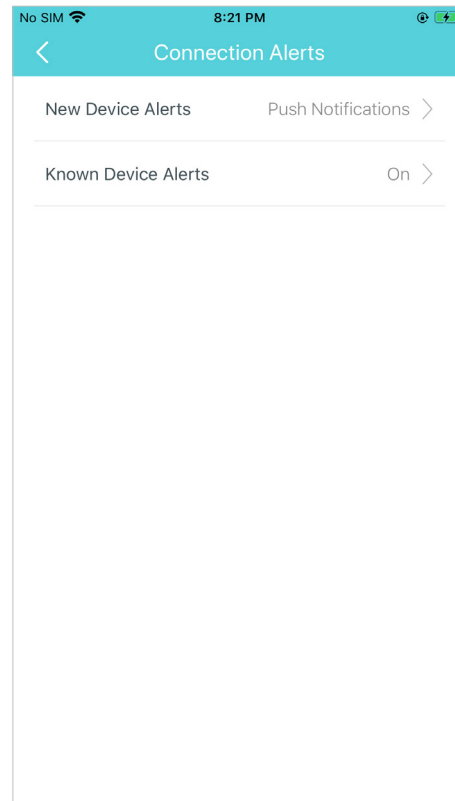 No SIM 8:21 PM
Connection Alerts
New Device Alerts Push Notifications
Known Device Alerts On